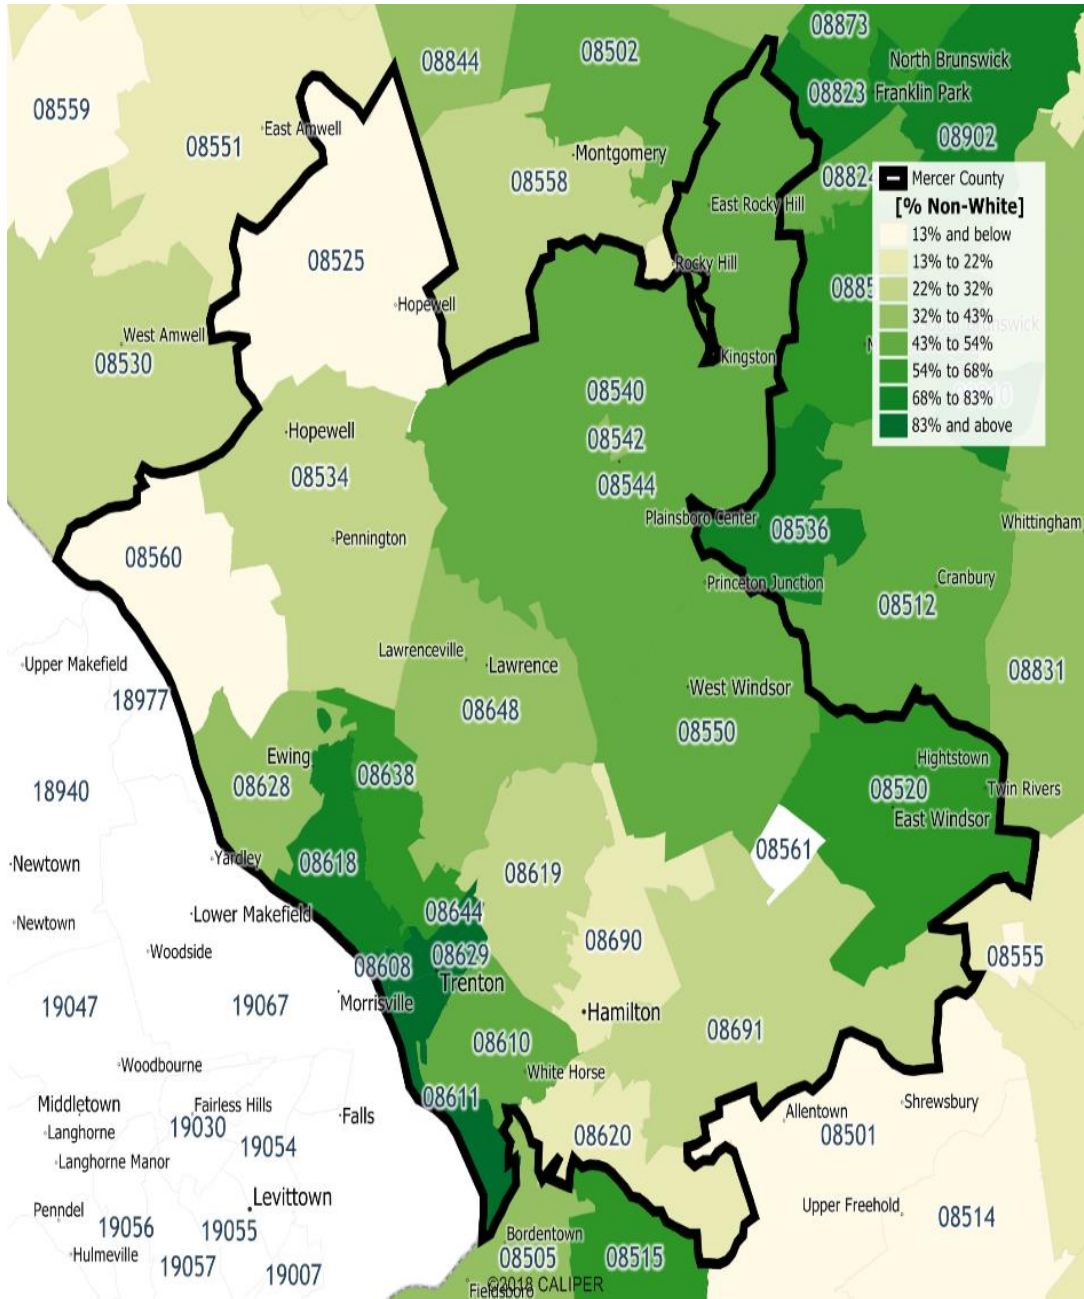 08873
08844
08502
North Brunswick
08559
08823
Franklin Park
East Amwell
08551
08902
Montgomery
08558
Mercer County
[% Non-White]
13% and below
13% to 22%
22% to 32%
32% to 43%
43% to 54%
54% to 68%
68% to 83%
83% and above
East Rocky Hill
08525
Rocky Hill
Hopewell
West Amwell
08530
Kingston
08540
Hopewell
08542
08534
08544
Plainsboro Center
08536
Whittingham
Pennington
08560
Princeton Junction
Cranbury
08512
Lawrenceville
Lawrence
Upper Makefield
08831
18977
West Windsor
08648
08550
Ewing
Hightstown
08638
08628
08520
Twin Rivers
18940
East Windsor
08561
Yardley
Newtown
08618
08619
08644
Lower Makefield
Newtown
08690
Woodside
08629
08555
08608
Trenton
Morrisville
19047
19067
Hamilton
08691
08610
Woodbourne
White Horse
08611
Middletown
Fairless Hills
Falls
Allentown
Shrewsbury
19030
Langhorne
19054
08620
08501
Langhorne Manor
Levittown
Penndel
Upper Freehold
08514
19056
19055
Bordentown
Hulmeville
08505
08515
19057
19007
©2018 CALIPER
Fieldsboro